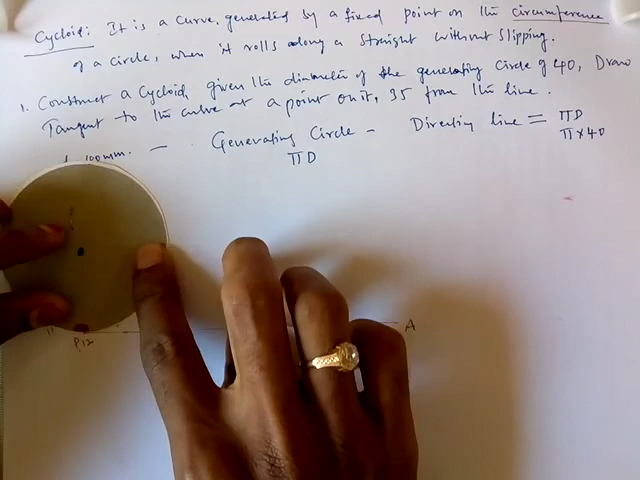 Cycloid: It is a curve, generated by a fixed point on the circumference
of a circle, when it rolls along a straight without slipping.
1. Construct a cycloid, given the diameter of the generating circle of 40, Draw
Tangent to the curve at a point on it, 35 from the line.
100mm. - Generating Circle - Directing line = πD
πD π×40
A
P12